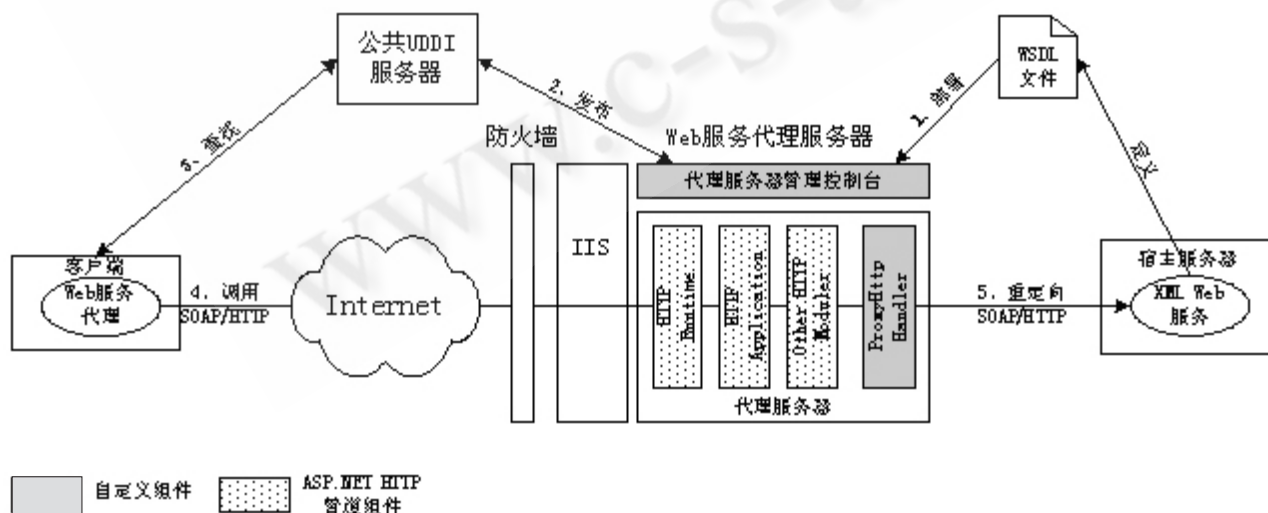 公共UDDI
服务器
WSDL
文件
2、发布
1、部署
3、查找
定义
防火墙
Web服务代理服务器
代理服务器管理控制台
IIS
客户端
Web服务
代理
4、调用
SOAP/HTTP
Internet
HTTP
Runtime
HTTP
Application
Other HTTP
Moduler
ProxyHttp
Handler
代理服务器
5、重定向
SOAP/HTTP
宿主服务器
XML Web
服务
自定义组件
ASP.NET HTTP
管道组件